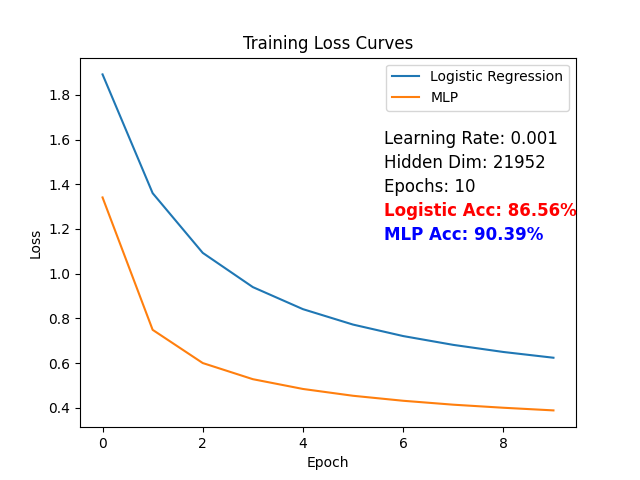 Training Loss Curves
Logistic Regression
MLP
Learning Rate: 0.001
Hidden Dim: 21952
Epochs: 10
Logistic Acc: 86.56%
MLP Acc: 90.39%
Loss
1.8
1.6
1.4
1.2
1.0
0.8
0.6
0.4
0 2 4 6 8
Epoch